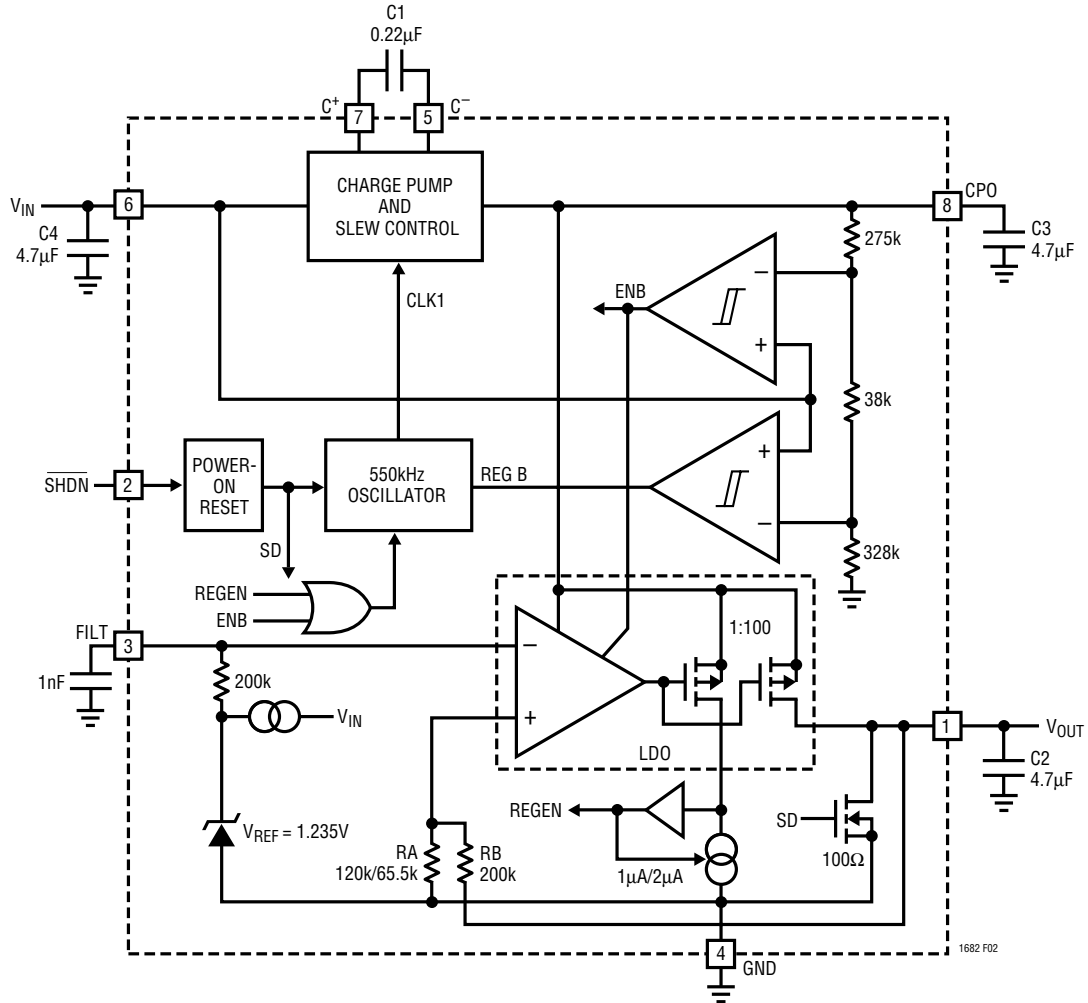 C1
0.22µF
C+
7
5
C−
CHARGE PUMP
AND
SLEW CONTROL
VIN
6
C4
4.7µF
8
CPO
C3
4.7µF
275k
−
ENB
+
CLK1
38k
+
SHDN
2
POWER-
ON
RESET
550kHz
OSCILLATOR
REG B
−
328k
SD
REGEN
ENB
FILT
3
1nF
200k
VIN
−
1:100
+
LDO
1
VOUT
C2
4.7µF
REGEN
SD
VREF = 1.235V
RA
120k/65.5k
RB
200k
1µA/2µA
100Ω
4
GND
1682 F02